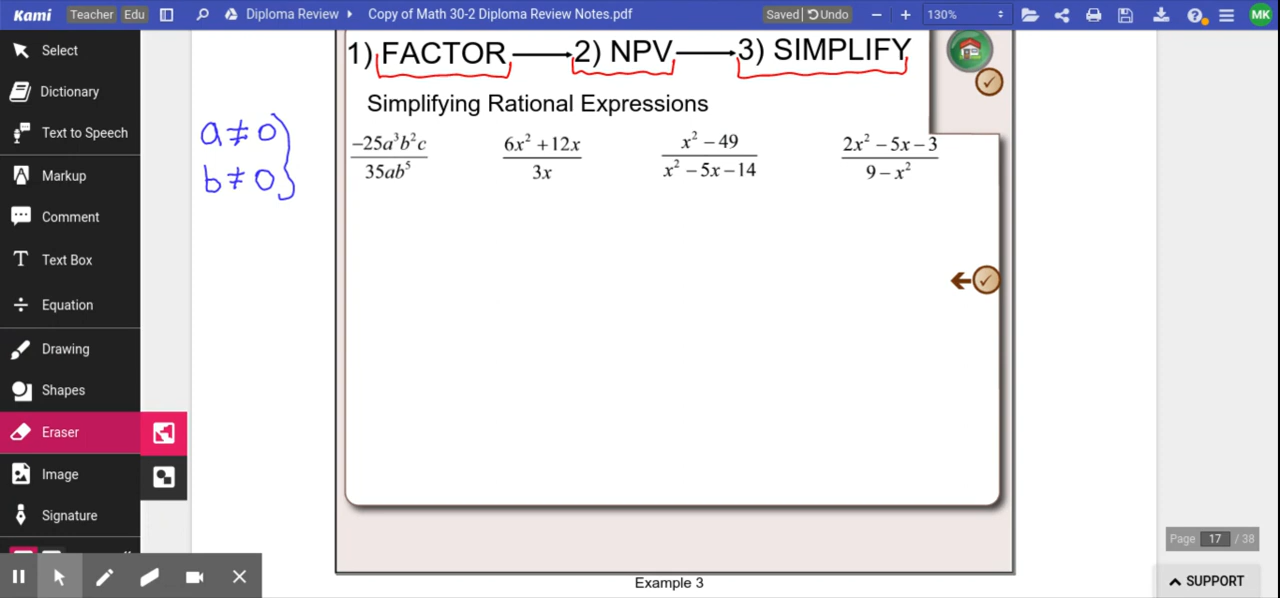 Kami Teacher Edu Diploma Review Copy of Math 30-2 Diploma Review Notes.pdf Saved Undo − + 130% MK
Select
Dictionary
Text to Speech
Markup
Comment
Text Box
Equation
Drawing
Shapes
Eraser
Image
Signature
1) FACTOR → 2) NPV → 3) SIMPLIFY
Simplifying Rational Expressions
a ≠ 0
b ≠ 0
−25a³b²c / 35ab⁵
6x² + 12x / 3x
x² − 49 / x² − 5x − 14
2x² − 5x − 3 / 9 − x²
Page 17 / 38
SUPPORT
Example 3